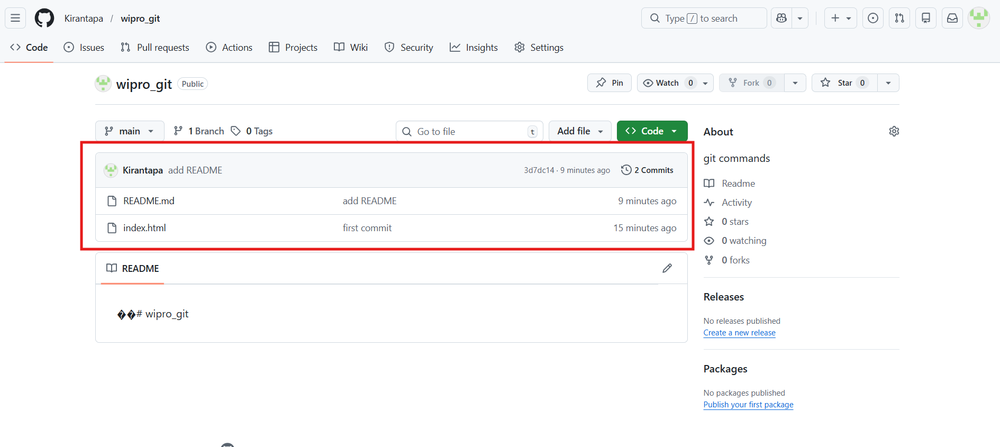 Kirantapa / wipro_git
Type / to search
Code Issues Pull requests Actions Projects Wiki Security Insights Settings
wipro_git Public
Pin Watch 0 Fork 0 Star 0
main 1 Branch 0 Tags Go to file t Add file Code
Kirantapa add README 3d7dc14 · 9 minutes ago 2 Commits
README.md add README 9 minutes ago
index.html first commit 15 minutes ago
README
��# wipro_git
About
git commands
Readme
Activity
0 stars
0 watching
0 forks
Releases
No releases published
Create a new release
Packages
No packages published
Publish your first package